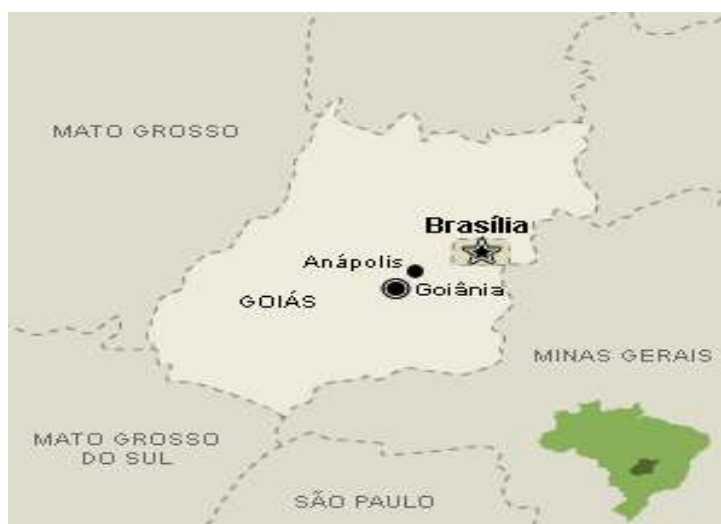 MATO GROSSO
Brasília
Anápolis
Goiânia
GOIÁS
MINAS GERAIS
MATO GROSSO
DO SUL
SÃO PAULO